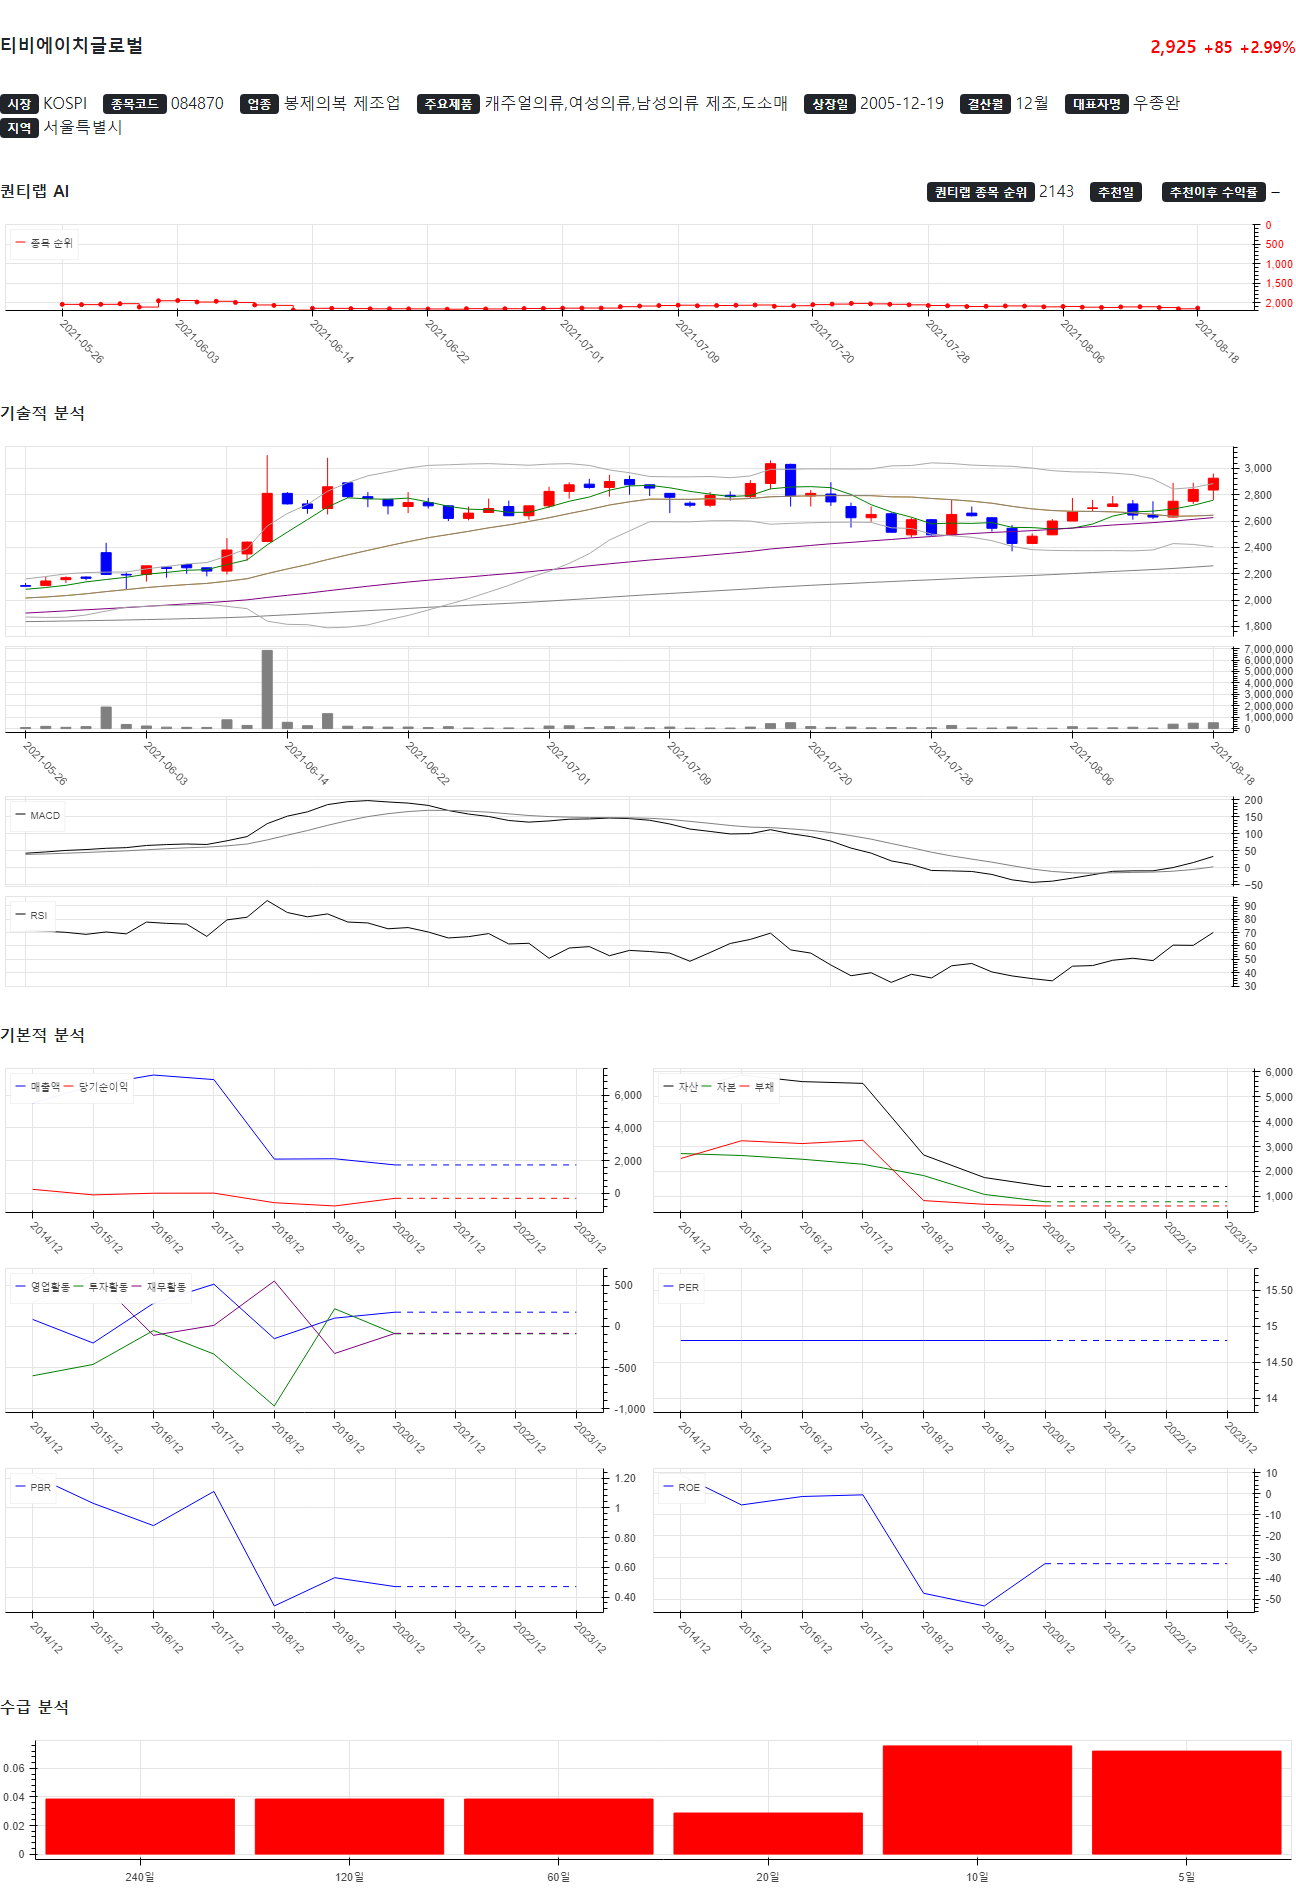 티비에이치글로벌
2,925 +85 +2.99%
시장 KOSPI 종목코드 084870 업종 봉제의복 제조업 주요제품 캐주얼의류,여성의류,남성의류 제조,도소매 상장일 2005-12-19 결산월 12월 대표자명 우종완
지역 서울특별시
퀀티랩 AI
퀀티랩 종목 순위 2143 추천일 추천이후 수익률 –
종목 순위
0
500
1,000
1,500
2,000
2021-05-26 2021-06-03 2021-06-14 2021-06-22 2021-07-01 2021-07-09 2021-07-20 2021-07-28 2021-08-06 2021-08-18
기술적 분석
3,000
2,800
2,600
2,400
2,200
2,000
1,800
7,000,000
6,000,000
5,000,000
4,000,000
3,000,000
2,000,000
1,000,000
0
2021-05-26 2021-06-03 2021-06-14 2021-06-22 2021-07-01 2021-07-09 2021-07-20 2021-07-28 2021-08-06 2021-08-18
MACD
200
150
100
50
0
-50
RSI
90
80
70
60
50
40
30
기본적 분석
매출액 당기순이익
6,000
4,000
2,000
0
2014/12 2015/12 2016/12 2017/12 2018/12 2019/12 2020/12 2021/12 2022/12 2023/12
자산 자본 부채
6,000
5,000
4,000
3,000
2,000
1,000
2014/12 2015/12 2016/12 2017/12 2018/12 2019/12 2020/12 2021/12 2022/12 2023/12
영업활동 투자활동 재무활동
500
0
-500
-1,000
2014/12 2015/12 2016/12 2017/12 2018/12 2019/12 2020/12 2021/12 2022/12 2023/12
PER
15.50
15
14.50
14
2014/12 2015/12 2016/12 2017/12 2018/12 2019/12 2020/12 2021/12 2022/12 2023/12
PBR
1.20
1
0.80
0.60
0.40
2014/12 2015/12 2016/12 2017/12 2018/12 2019/12 2020/12 2021/12 2022/12 2023/12
ROE
10
0
-10
-20
-30
-40
-50
2014/12 2015/12 2016/12 2017/12 2018/12 2019/12 2020/12 2021/12 2022/12 2023/12
수급 분석
0.06
0.04
0.02
0
240일 120일 60일 20일 10일 5일